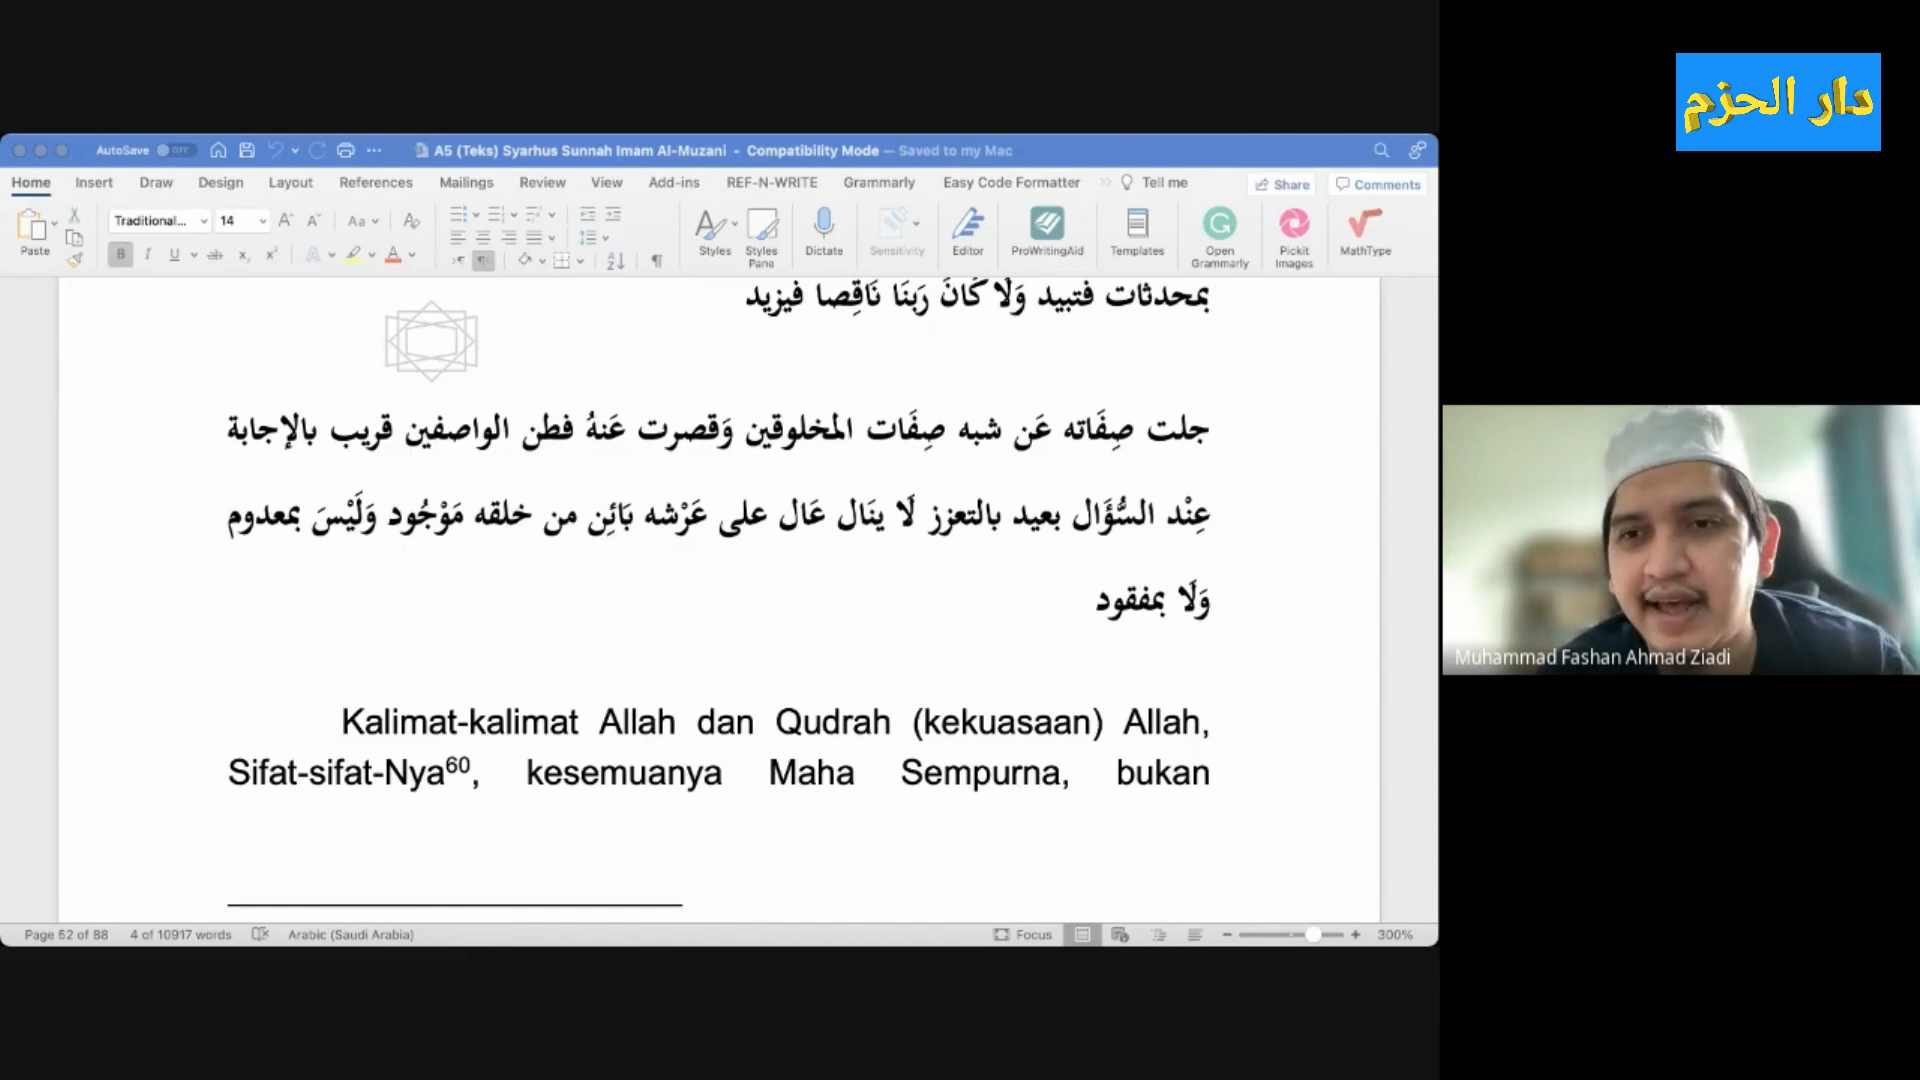 دار الحزم
AutoSave OFF
A5 (Teks) Syarhus Sunnah Imam Al-Muzani - Compatibility Mode — Saved to my Mac
Home Insert Draw Design Layout References Mailings Review View Add-ins REF-N-WRITE Grammarly Easy Code Formatter Tell me Share Comments
Paste Traditional... 14 Styles Styles Pane Dictate Sensitivity Editor ProWritingAid Templates Open Grammarly Pickit Images MathType
بمحدثات فتبيد وَلَا كَانَ رَبنَا نَاقِصا فيزيد
جلت صِفَاته عَن شبه صِفَات المخلوقين وَقصرت عَنهُ فطن الواصفين قريب بالإجابة
عِنْد السُّؤَال بعيد بالتعزز لَا ينَال عَال على عَرْشه بَائِن من خلقه مَوْجُود وَلَيْسَ بمعدوم
وَلَا بمفقود
Kalimat-kalimat Allah dan Qudrah (kekuasaan) Allah,
Sifat-sifat-Nya60, kesemuanya Maha Sempurna, bukan
Muhammad Fashan Ahmad Ziadi
Page 52 of 88 4 of 10917 words Arabic (Saudi Arabia) Focus 300%